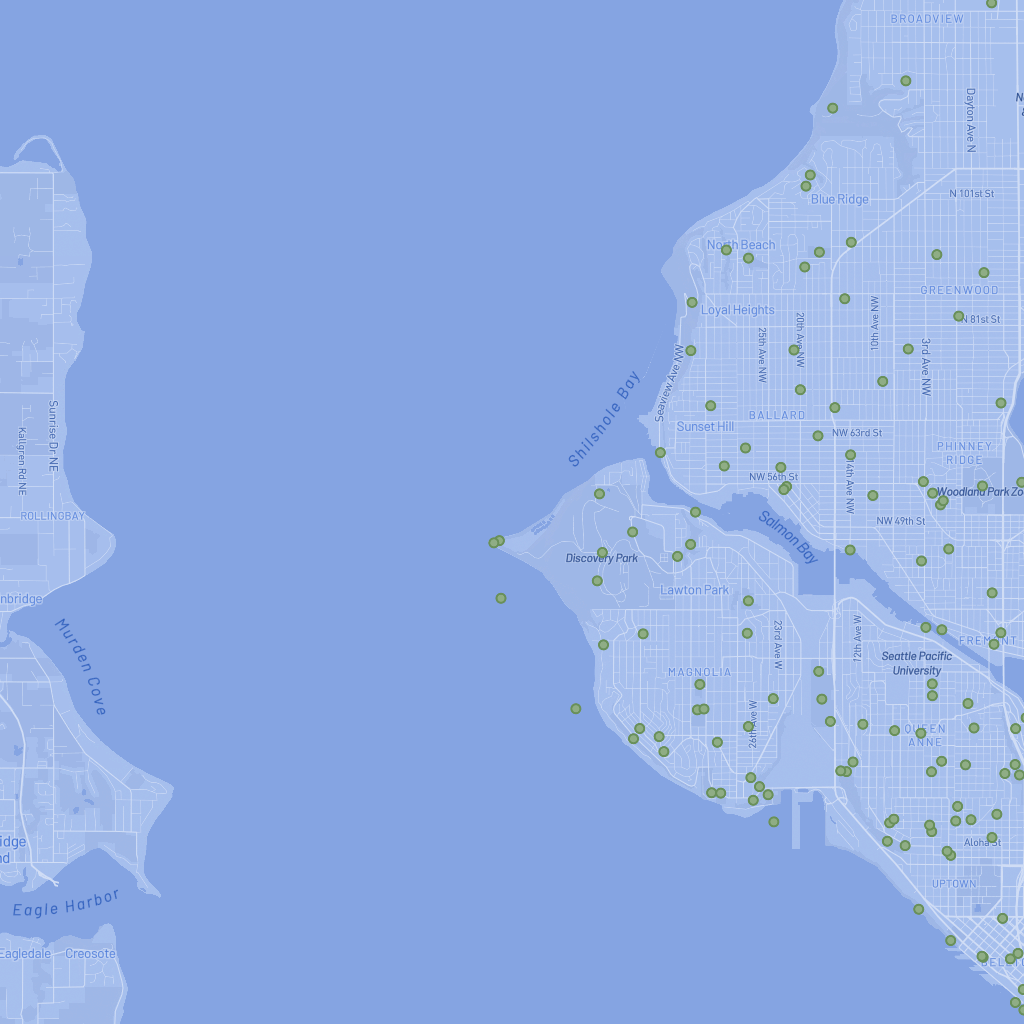 BROADVIEW
Dayton Ave N
N 101st St
Blue Ridge
North Beach
GREENWOOD
Loyal Heights
N 81st St
10th Ave NW
20th Ave NW
25th Ave NW
3rd Ave NW
Seaview Ave NW
Shilshole Bay
BALLARD
Sunset Hill
NW 63rd St
PHINNEY
RIDGE
Sunrise Dr NE
Kallgren Rd NE
14th Ave NW
NW 56th St
Woodland Park Zo
ROLLINGBAY
NW 49th St
Salmon Bay
Discovery Park
Lawton Park
nbridge
Murden Cove
23rd Ave W
12th Ave W
FREMONT
Seattle Pacific
University
MAGNOLIA
26th Ave W
QUEEN
ANNE
idge
nd
Aloha St
UPTOWN
Eagle Harbor
Eagledale
Creosote